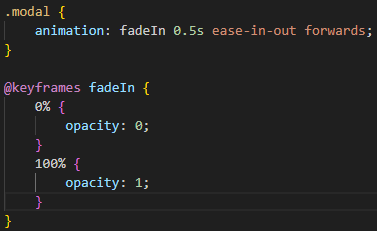 .modal {
    animation: fadeIn 0.5s ease-in-out forwards;
}

@keyframes fadeIn {
    0% {
        opacity: 0;
    }
    100% {
        opacity: 1;
    }
}